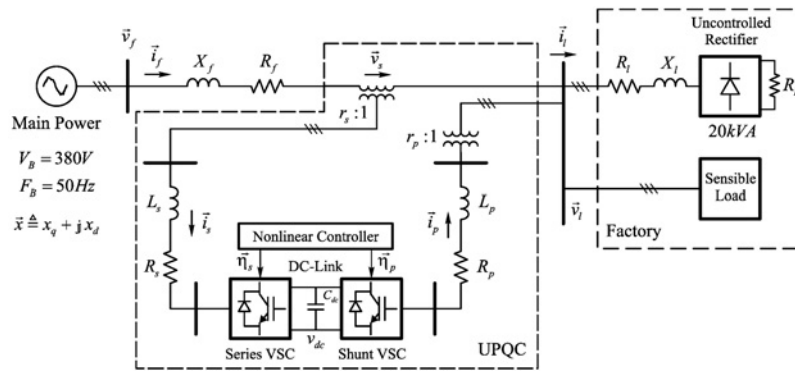 v⃗_f
i⃗_f
X_f
R_f
v⃗_s
i⃗_l
R_l
X_l
Uncontrolled
Rectifier
20kVA
Main Power
V_B = 380V
F_B = 50Hz
x⃗ ≜ x_q + j x_d
r_s : 1
r_p : 1
L_s
i⃗_s
R_s
Nonlinear Controller
η⃗_s
DC-Link
η⃗_p
C_dc
v_dc
Series VSC
Shunt VSC
i⃗_p
L_p
R_p
UPQC
v⃗_l
Sensible
Load
Factory